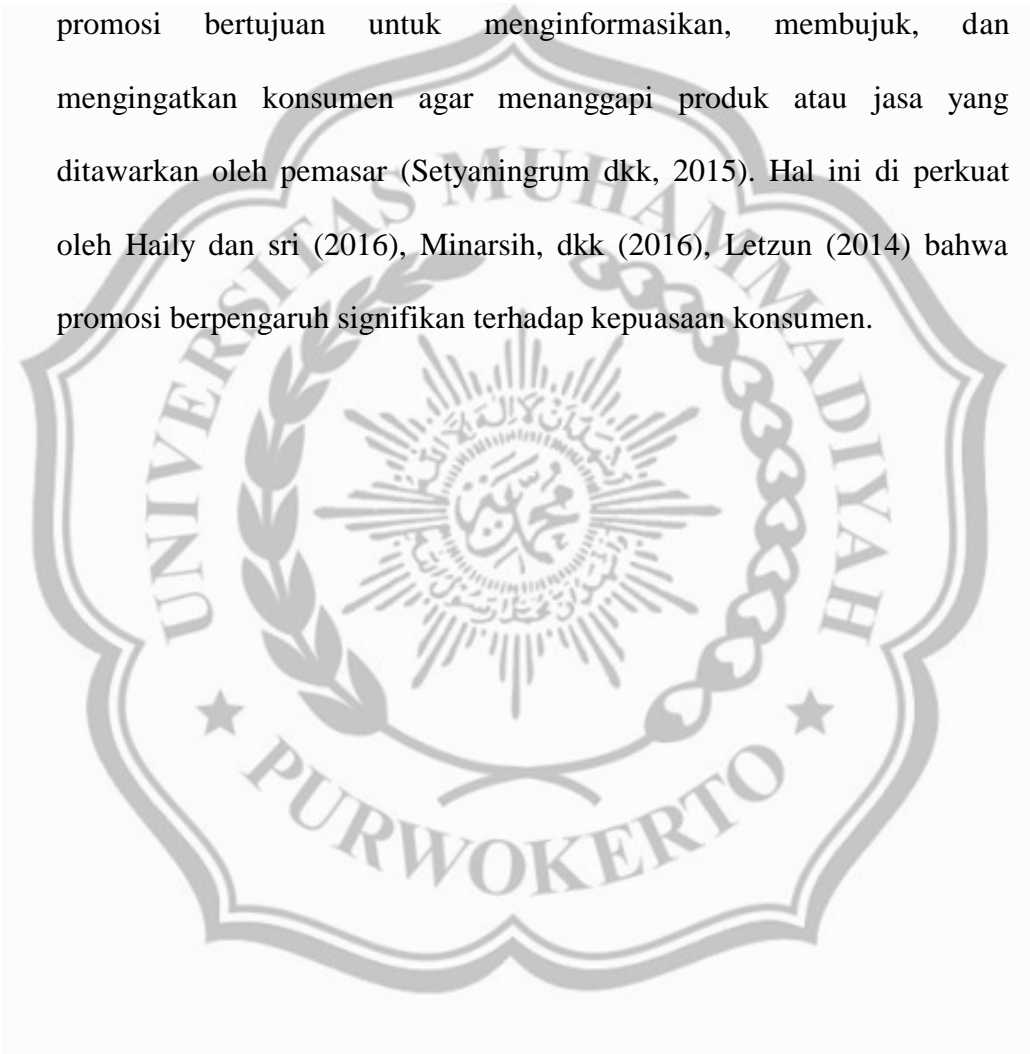 promosi bertujuan untuk menginformasikan, membujuk, dan
mengingatkan konsumen agar menanggapi produk atau jasa yang
ditawarkan oleh pemasar (Setyaningrum dkk, 2015). Hal ini di perkuat
oleh Haily dan sri (2016), Minarsih, dkk (2016), Letzun (2014) bahwa
promosi berpengaruh signifikan terhadap kepuasaan konsumen.
UNIVERSITAS MUHAMMADIYAH
PURWOKERTO